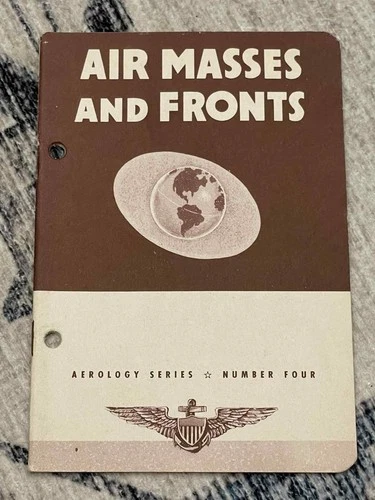 AIR MASSES
AND FRONTS
AEROLOGY SERIES ☆ NUMBER FOUR